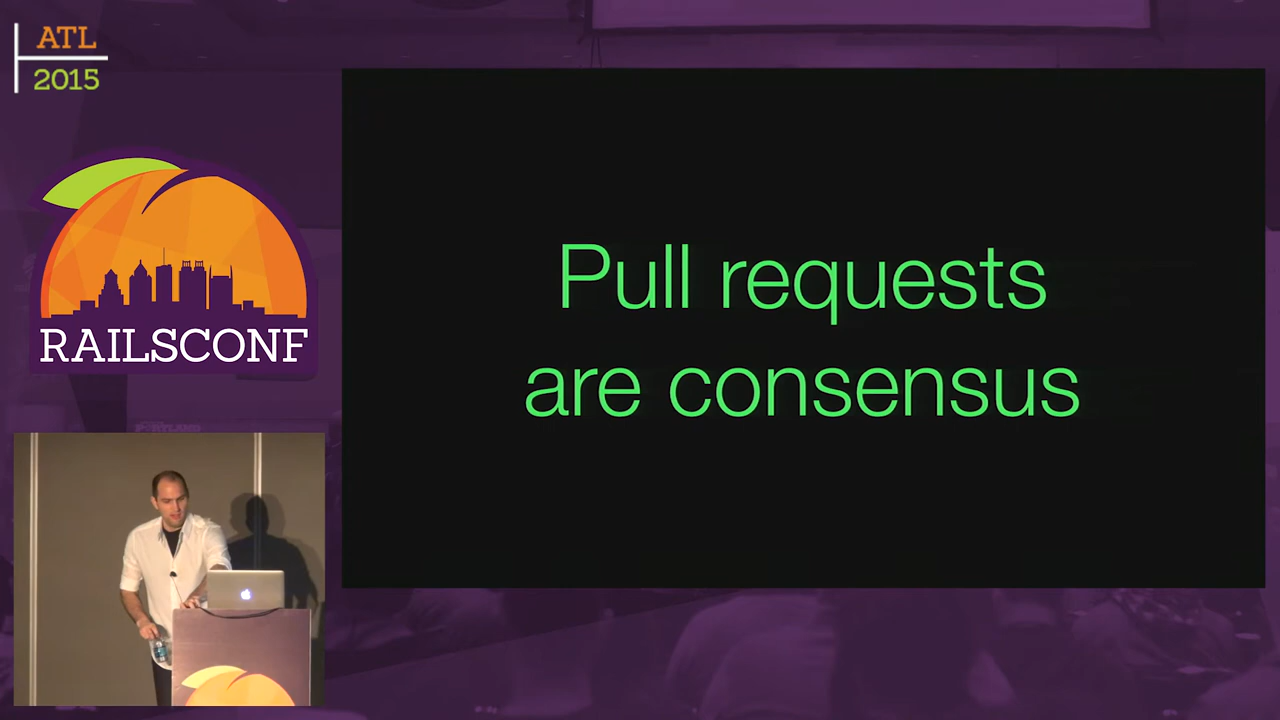 ATL
2015
RAILSCONF
Pull requests
are consensus